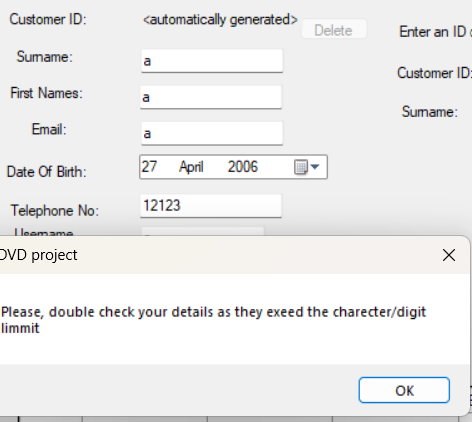 Customer ID: <automatically generated> Delete
Enter an ID
Surname: a
Customer ID:
First Names: a
Surname:
Email: a
Date Of Birth: 27 April 2006
Telephone No: 12123
Username
DVD project
Please, double check your details as they exeed the charecter/digit
limmit
OK